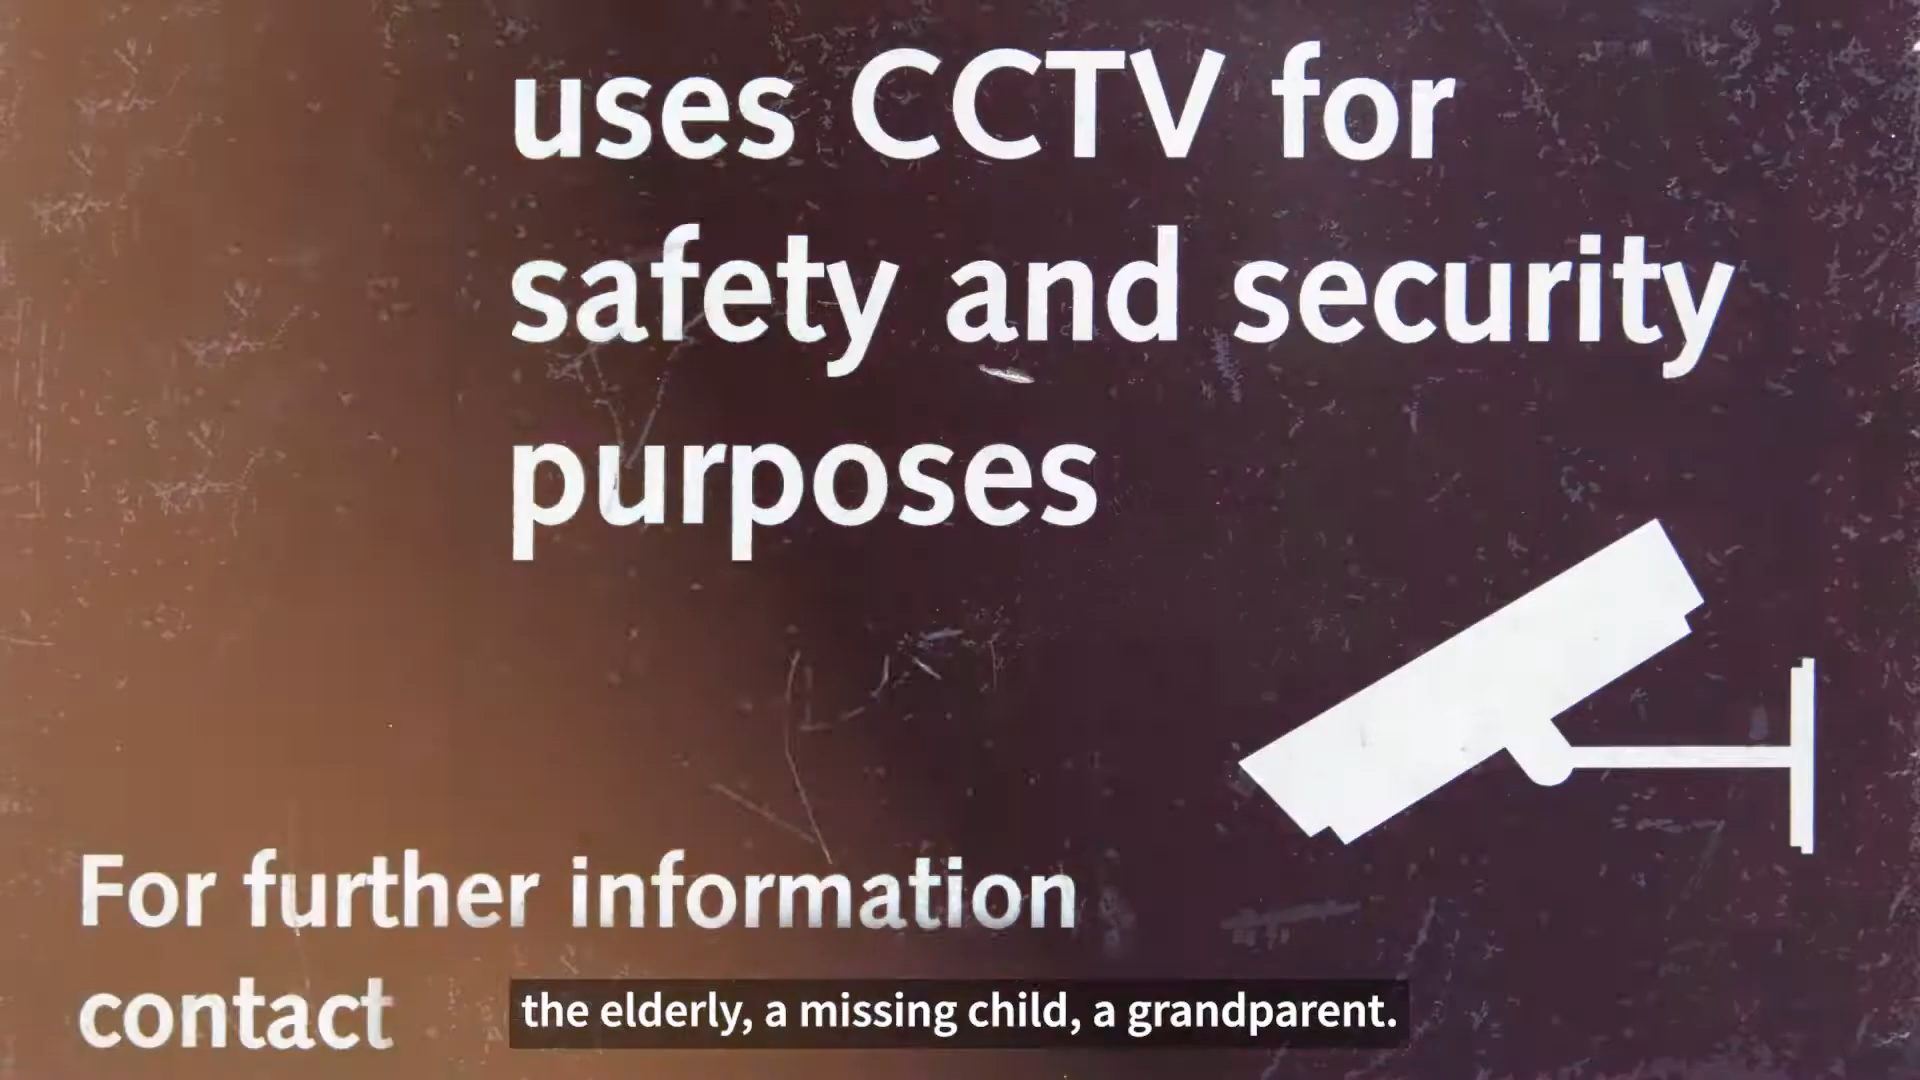 uses CCTV for
safety and security
purposes
For further information
contact
the elderly, a missing child, a grandparent.